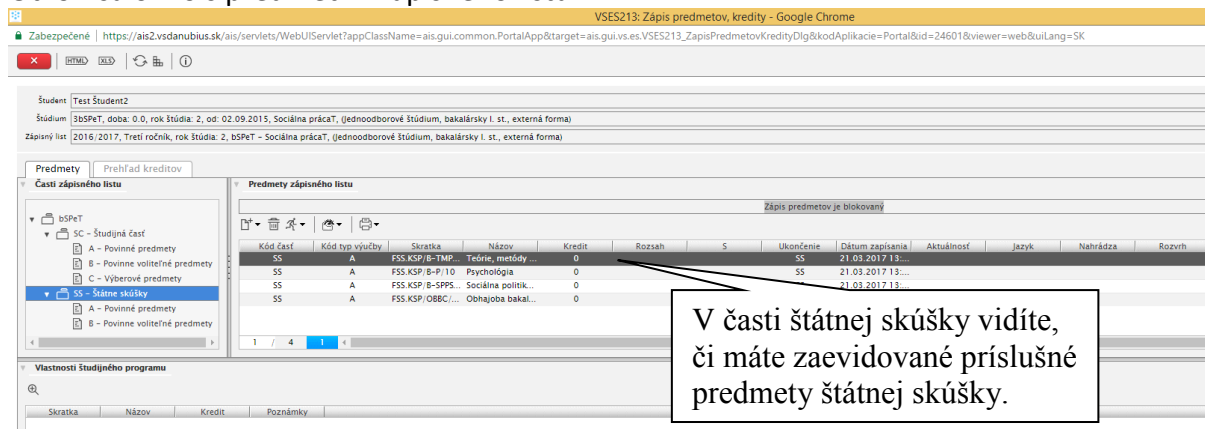 VSES213: Zápis predmetov, kredity - Google Chrome
Zabezpečené | https://ais2.vsdanubius.sk/ais/servlets/WebUIServlet?appClassName=ais.gui.common.PortalApp&target=ais.gui.vs.es.VSES213_ZapisPredmetovKredityDlg&kodAplikacie=Portal&id=24601&viewer=web&uiLang=SK
HTML XLS
Študent Test Študent2
Štúdium 3bSPeT, doba: 0.0, rok štúdia: 2, od: 02.09.2015, Sociálna prácaT, (Jednoodborové štúdium, bakalársky I. st., externá forma)
Zápisný list 2016/2017, Tretí ročník, rok štúdia: 2, bSPeT - Sociálna prácaT, (Jednoodborové štúdium, bakalársky I. st., externá forma)
Predmety Prehľad kreditov
Časti zápisného listu
bSPeT
SC - Študijná časť
A - Povinné predmety
B - Povinne voliteľné predmety
C - Výberové predmety
SS - Štátne skúšky
A - Povinné predmety
B - Povinne voliteľné predmety
Predmety zápisného listu
Zápis predmetov je blokovaný
Kód časť Kód typ výučby Skratka Názov Kredit Rozsah S Ukončenie Dátum zapísania Aktuálnosť Jazyk Nahrádza Rozvrh
SS A FSS.KSP/B-TMP... Teórie, metódy ... 0 SS 21.03.2017 13:...
SS A FSS.KSP/B-P/10 Psychológia 0 SS 21.03.2017 13:...
SS A FSS.KSP/B-SPPS... Sociálna politik... 0 21.03.2017 13:...
SS A FSS.KSP/OBBC/... Obhajoba bakal... 0
1 / 4 1
V časti štátnej skúšky vidíte,
či máte zaevidované príslušné
predmety štátnej skúšky.
Vlastnosti študijného programu
Skratka Názov Kredit Poznámky